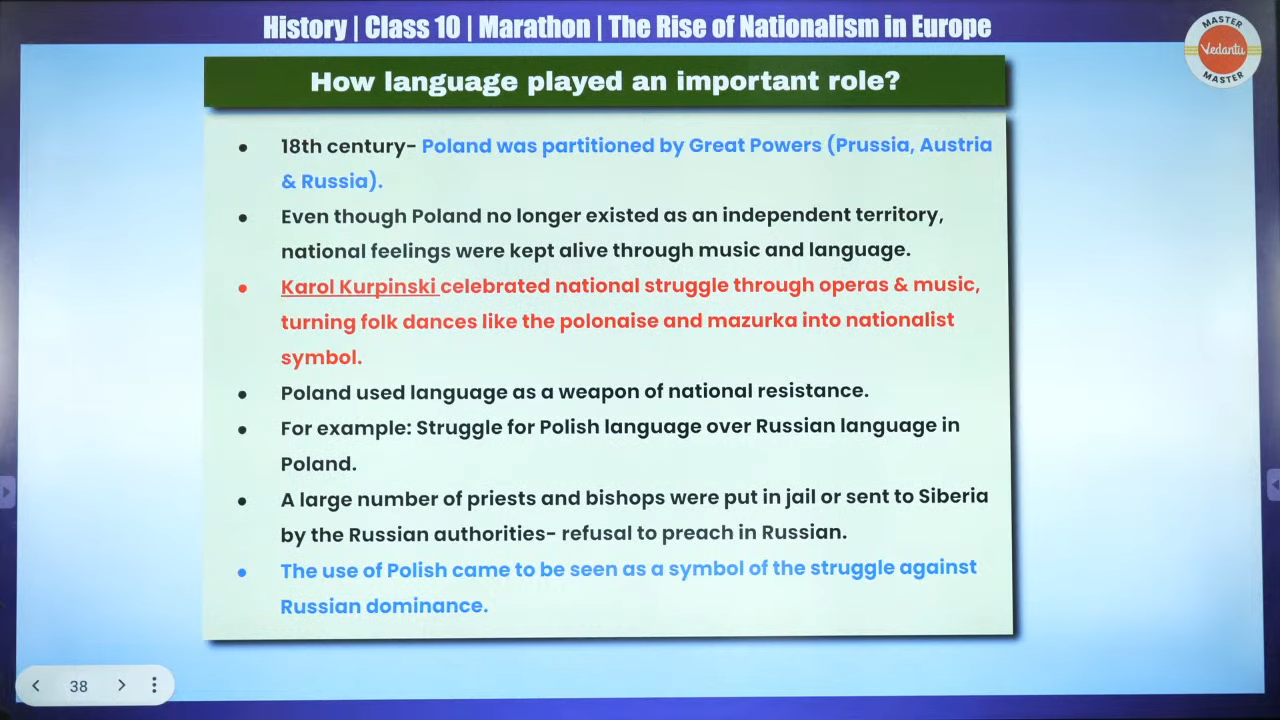 History | Class 10 | Marathon | The Rise of Nationalism in Europe
MASTER
Vedantu
MASTER
How language played an important role?
● 18th century- Poland was partitioned by Great Powers (Prussia, Austria
& Russia).
● Even though Poland no longer existed as an independent territory,
national feelings were kept alive through music and language.
● Karol Kurpinski celebrated national struggle through operas & music,
turning folk dances like the polonaise and mazurka into nationalist
symbol.
● Poland used language as a weapon of national resistance.
● For example: Struggle for Polish language over Russian language in
Poland.
● A large number of priests and bishops were put in jail or sent to Siberia
by the Russian authorities- refusal to preach in Russian.
● The use of Polish came to be seen as a symbol of the struggle against
Russian dominance.
38